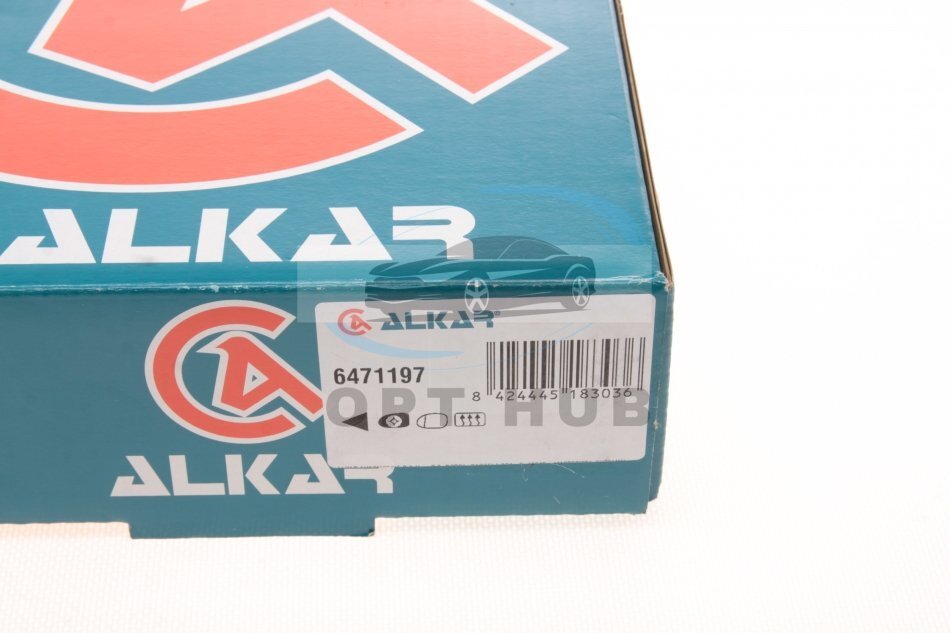 ALKAR
ALKAR®
6471197
8 424445 183036
OPT HUB
ALKAR